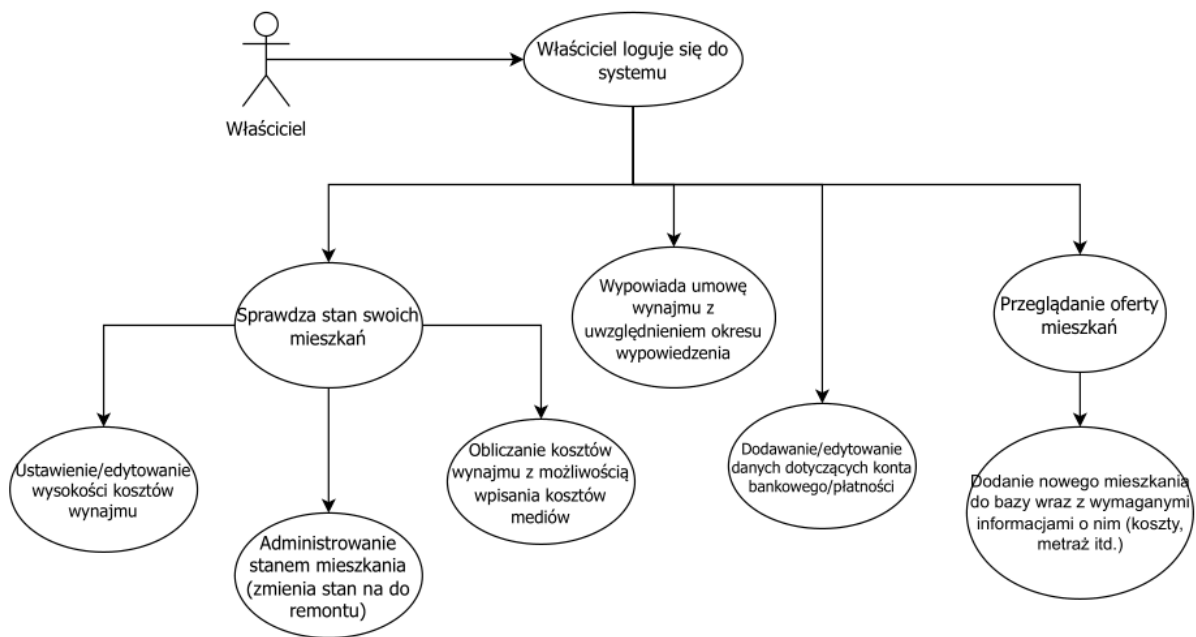 Właściciel loguje się do
systemu
Właściciel
Sprawdza stan swoich
mieszkań
Wypowiada umowę
wynajmu z
uwzględnieniem okresu
wypowiedzenia
Przeglądanie oferty
mieszkań
Ustawienie/edytowanie
wysokości kosztów
wynajmu
Administrowanie
stanem mieszkania
(zmienia stan na do
remontu)
Obliczanie kosztów
wynajmu z możliwością
wpisania kosztów
mediów
Dodawanie/edytowanie
danych dotyczących konta
bankowego/płatności
Dodanie nowego mieszkania
do bazy wraz z wymaganymi
informacjami o nim (koszty,
metraż itd.)